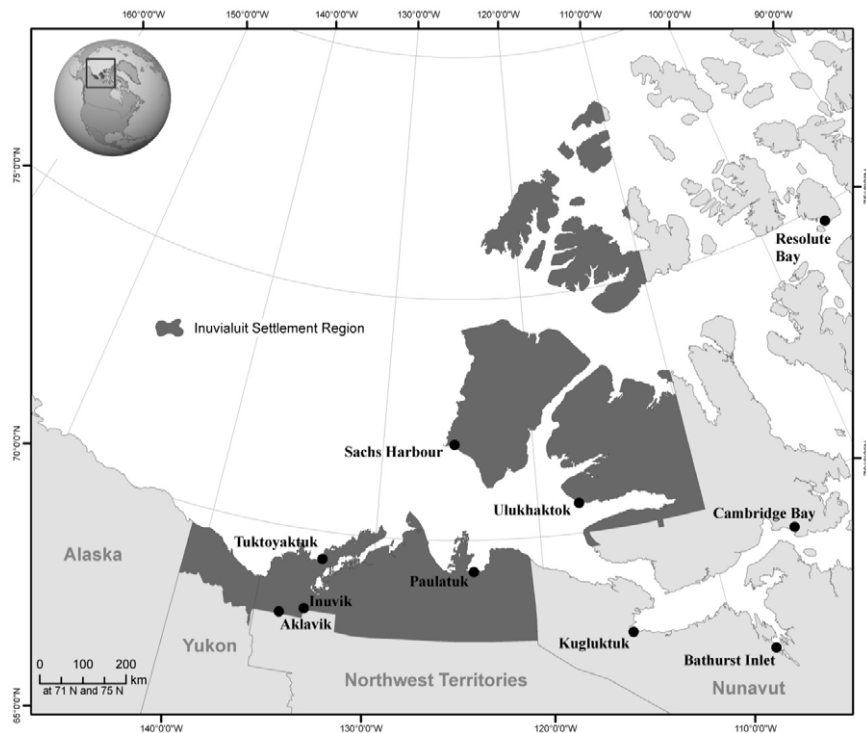 160°0'0"W
150°0'0"W
140°0'0"W
130°0'0"W
120°0'0"W
110°0'0"W
100°0'0"W
90°0'0"W
75°0'0"N
Resolute
Bay
Inuvialuit Settlement Region
70°0'0"N
Sachs Harbour
Ulukhaktok
Cambridge Bay
Tuktoyaktuk
Alaska
Paulatuk
Inuvik
Aklavik
Yukon
Kugluktuk
Bathurst Inlet
0 100 200
km
at 71 N and 75 N
Northwest Territories
Nunavut
65°0'0"N
140°0'0"W
130°0'0"W
120°0'0"W
110°0'0"W